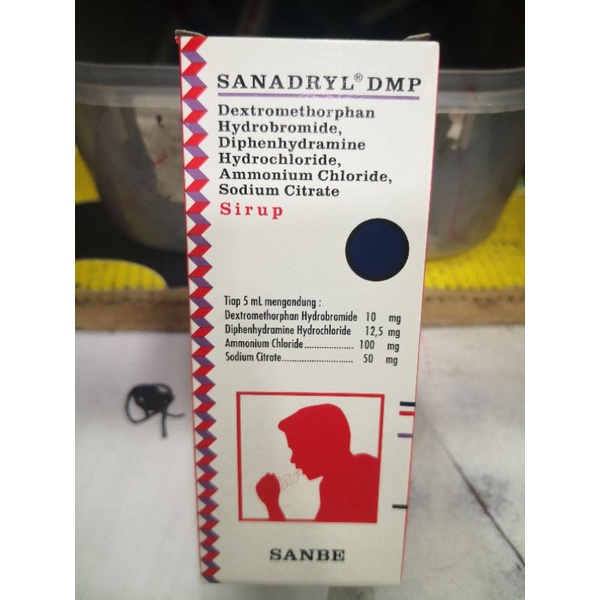 SANADRYL® DMP
Dextromethorphan
Hydrobromide,
Diphenhydramine
Hydrochloride,
Ammonium Chloride,
Sodium Citrate
Sirup
Tiap 5 mL mengandung :
Dextromethorphan Hydrobromide 10 mg
Diphenhydramine Hydrochloride 12,5 mg
Ammonium Chloride.................... 100 mg
Sodium Citrate............................. 50 mg
SANBE